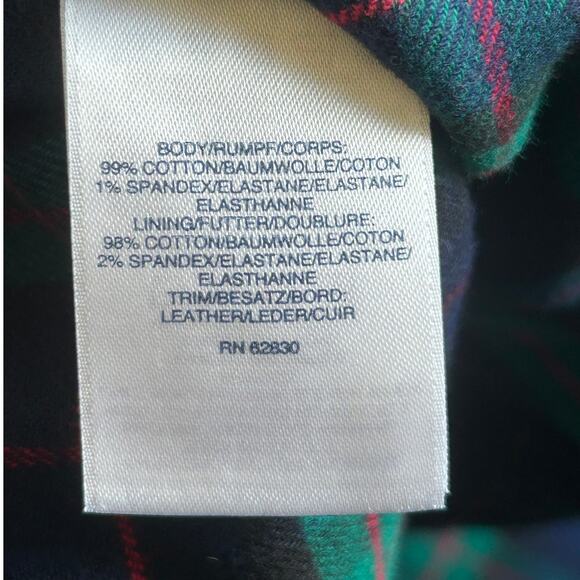 BODY/RUMPF/CORPS:
99% COTTON/BAUMWOLLE/COTON
1% SPANDEX/ELASTANE/ELASTANE/
ELASTHANNE
LINING/FUTTER/DOUBLURE:
98% COTTON/BAUMWOLLE/COTON
2% SPANDEX/ELASTANE/ELASTANE/
ELASTHANNE
TRIM/BESATZ/BORD:
LEATHER/LEDER/CUIR
RN 62830